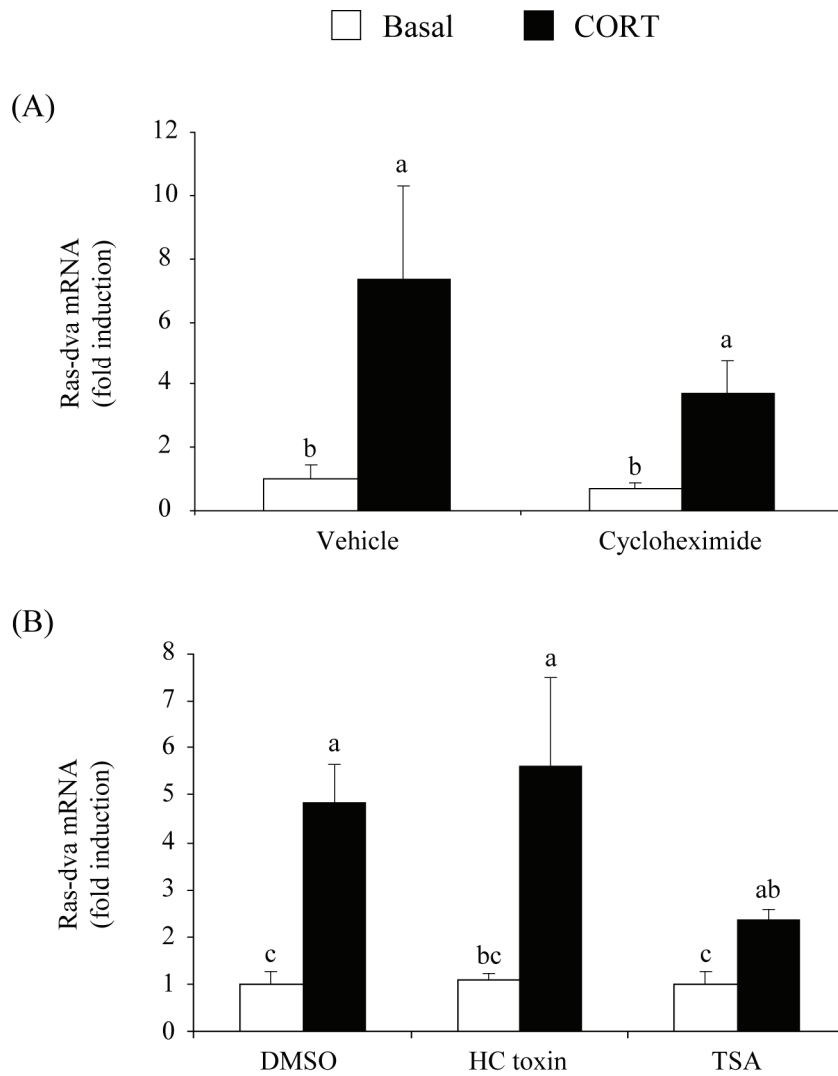 Basal CORT
(A)
Ras-dva mRNA
(fold induction)
12
10
8
6
4
2
0
a
b
a
b
Vehicle Cycloheximide
(B)
Ras-dva mRNA
(fold induction)
8
7
6
5
4
3
2
1
0
a
c
a
bc
ab
c
DMSO HC toxin TSA